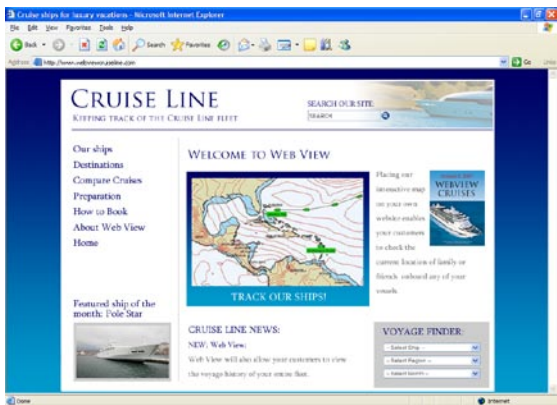 Cruise ships for luxury vacations - Microsoft Internet Explorer
File Edit View Favorites Tools Help
Back Search Favorites
Address Go Links
CRUISE LINE
KEEPING TRACK OF THE CRUISE LINE FLEET
SEARCH OUR SITE
SEARCH
Our ships
Destinations
Compare Cruises
Preparation
How to Book
About Web View
Home
Featured ship of the
month: Pole Star
WELCOME TO WEB VIEW
TRACK OUR SHIPS!
Placing our
interactive map
on your own
website enables
your customers
to check the
current location of family or
friends onboard any of your
vessels.
WEBVIEW
CRUISES
CRUISE LINE NEWS:
NEW: Web View:
Web View will also allow your customers to view
the voyage history of your entire fleet.
VOYAGE FINDER:
- Select Ship -
- Select Region -
- Select Month -
Done
Internet